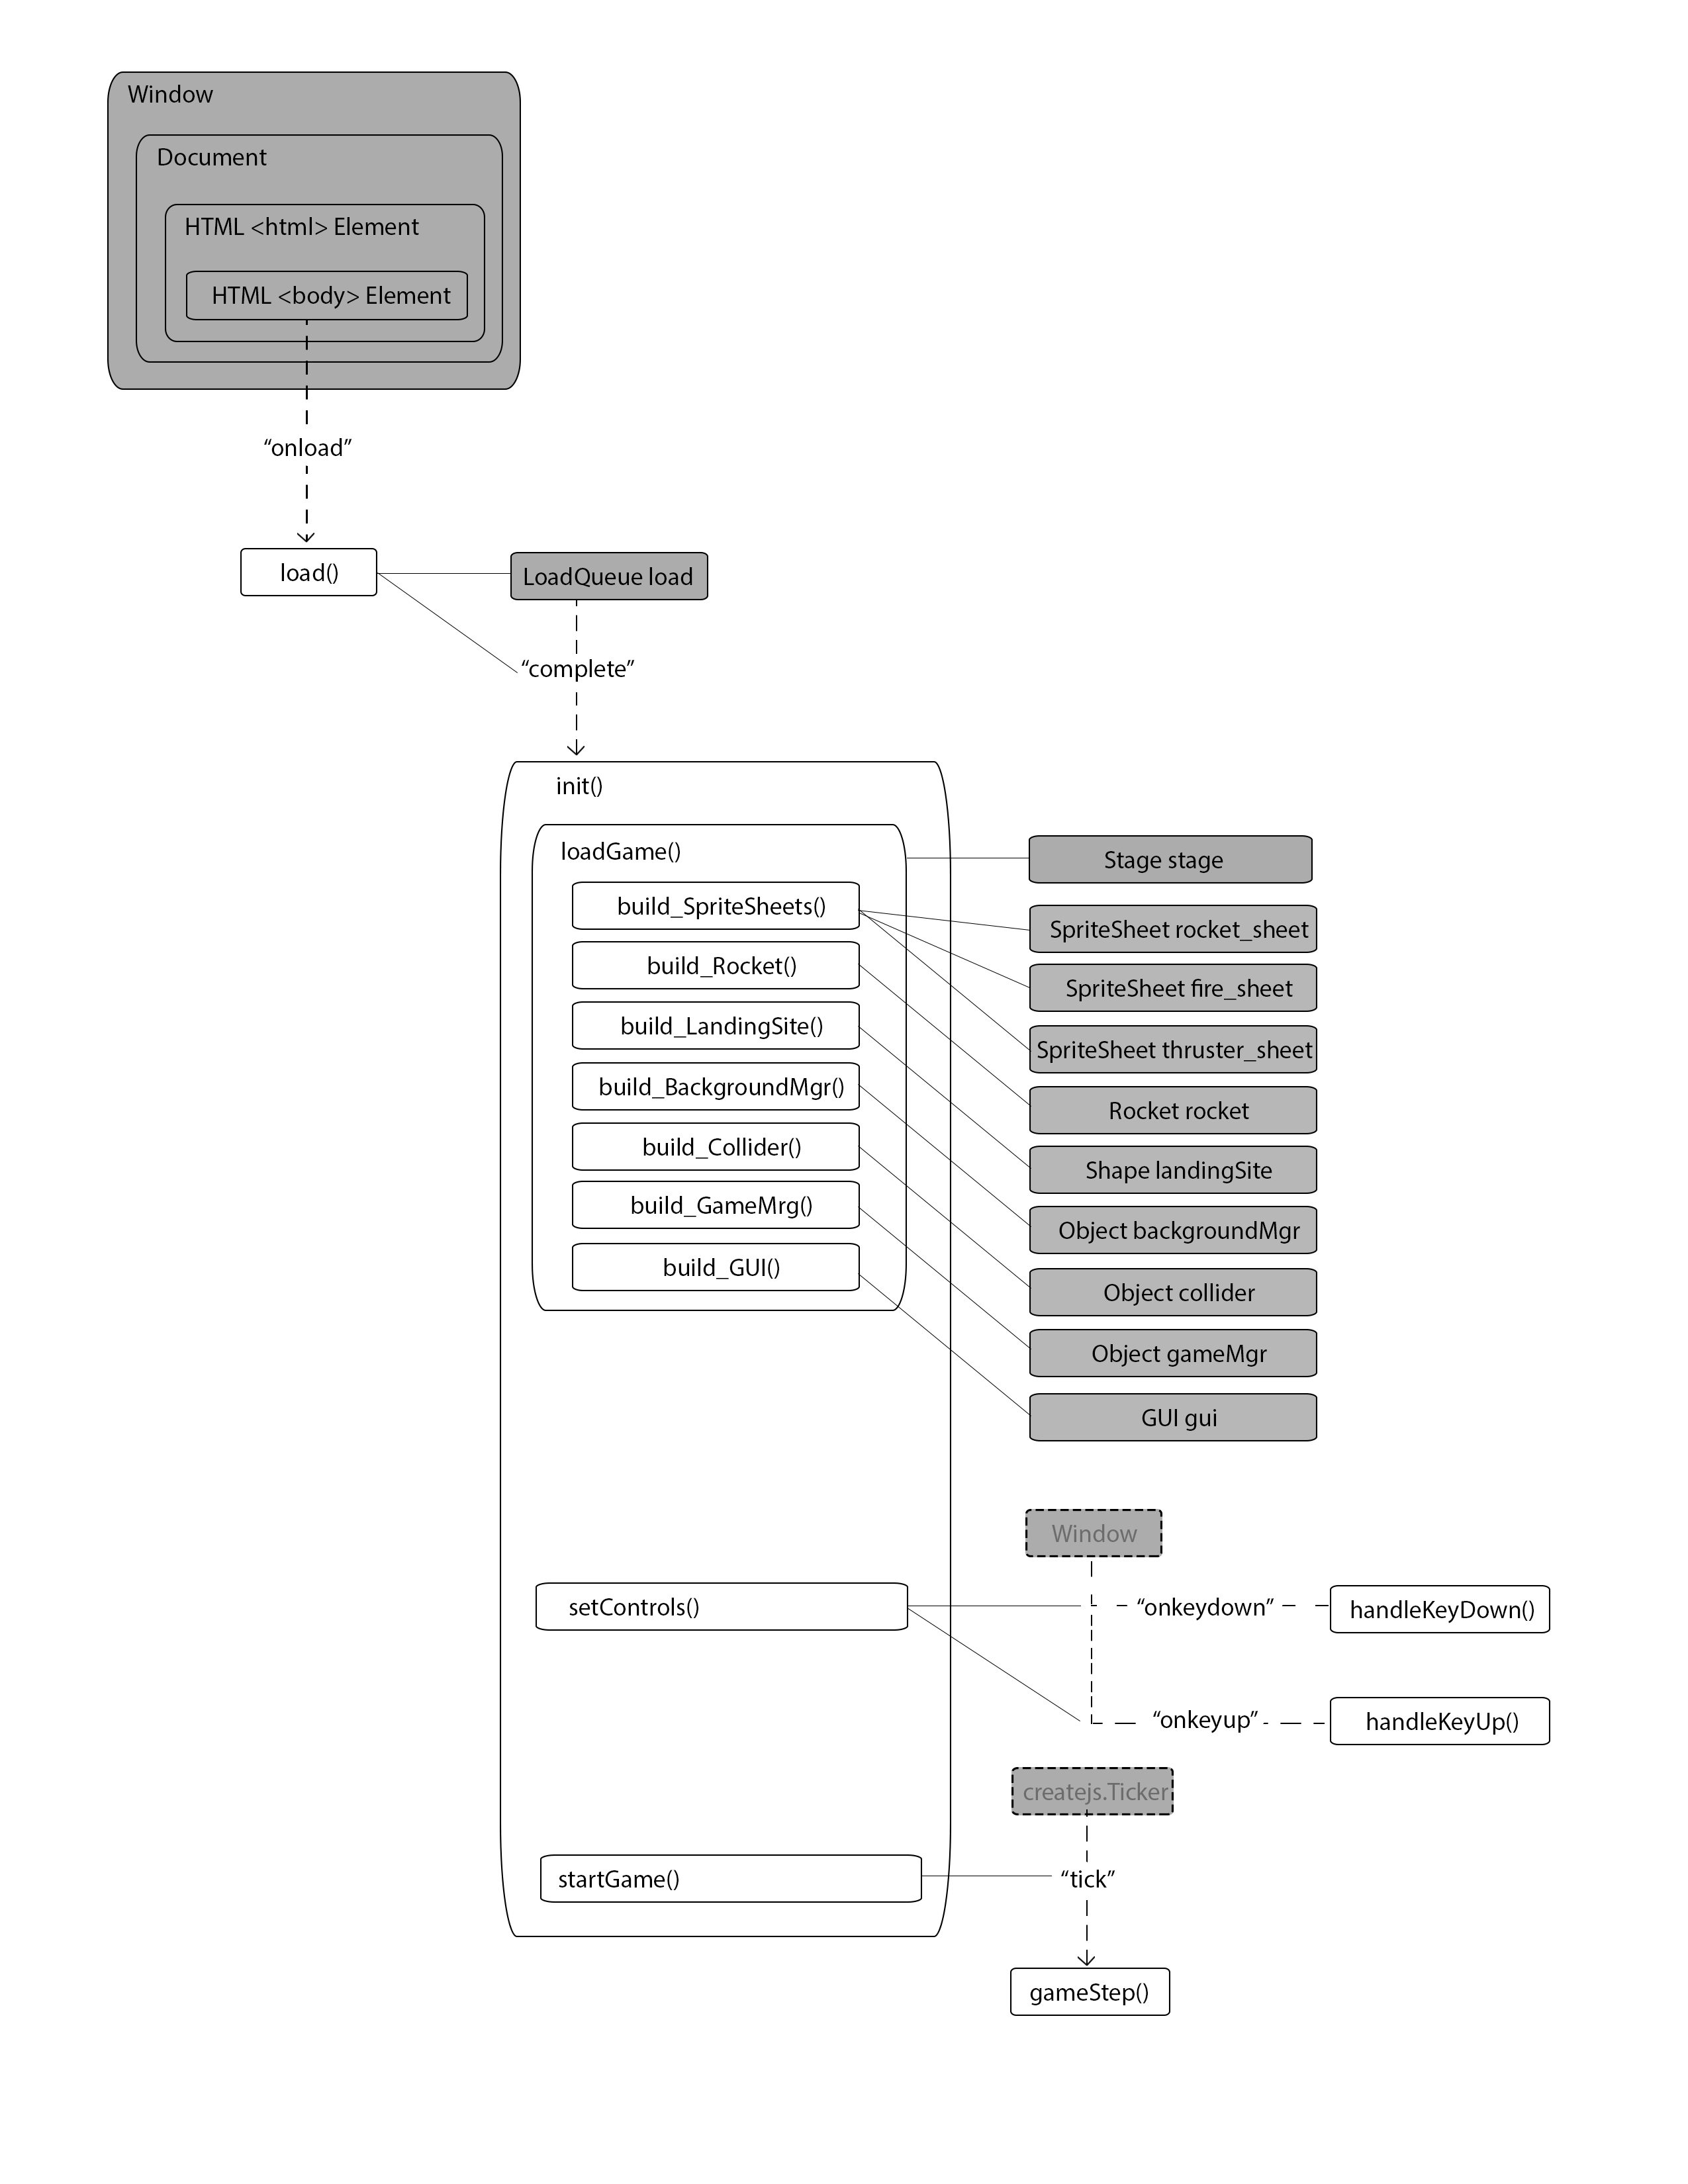 Window
Document
HTML <html> Element
HTML <body> Element
“onload”
load()
LoadQueue load
“complete”
init()
loadGame()
Stage stage
build_SpriteSheets()
SpriteSheet rocket_sheet
build_Rocket()
SpriteSheet fire_sheet
build_LandingSite()
SpriteSheet thruster_sheet
build_BackgroundMgr()
Rocket rocket
build_Collider()
Shape landingSite
build_GameMrg()
Object backgroundMgr
build_GUI()
Object collider
Object gameMgr
GUI gui
Window
setControls()
“onkeydown”
handleKeyDown()
“onkeyup”
handleKeyUp()
createjs.Ticker
startGame()
“tick”
gameStep()